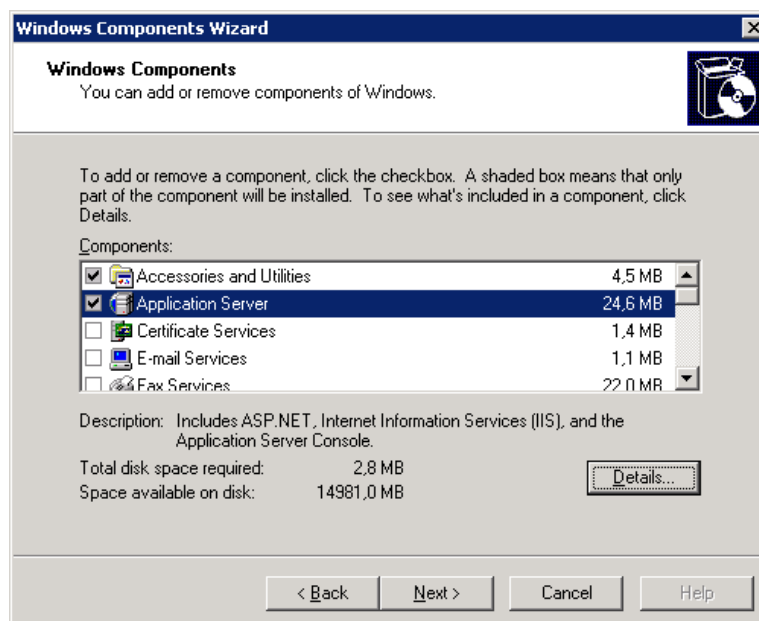 Windows Components Wizard
Windows Components
You can add or remove components of Windows.
To add or remove a component, click the checkbox. A shaded box means that only
part of the component will be installed. To see what's included in a component, click
Details.
Components:
Accessories and Utilities 4,5 MB
Application Server 24,6 MB
Certificate Services 1,4 MB
E-mail Services 1,1 MB
Fax Services 22,0 MB
Description: Includes ASP.NET, Internet Information Services (IIS), and the
Application Server Console.
Total disk space required: 2,8 MB
Space available on disk: 14981,0 MB
Details...
< Back Next > Cancel Help